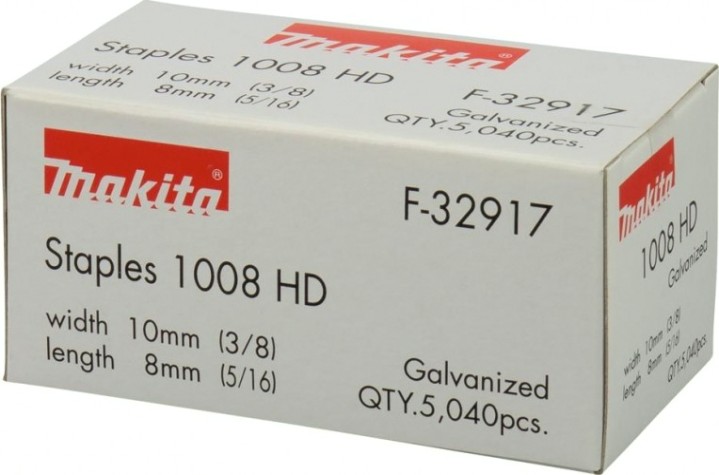 Makita®
Staples 1008 HD
width 10mm (3/8)
length 8mm (5/16)
F-32917
Galvanized
QTY.5,040pcs.
Makita®
F-32917
Staples 1008 HD
width 10mm (3/8)
length 8mm (5/16)
Galvanized
QTY.5,040pcs.
Makita®
1008 HD
Galvanized
width 10mm (3/8)
length 8mm (5/16)
QTY.5,040pcs.